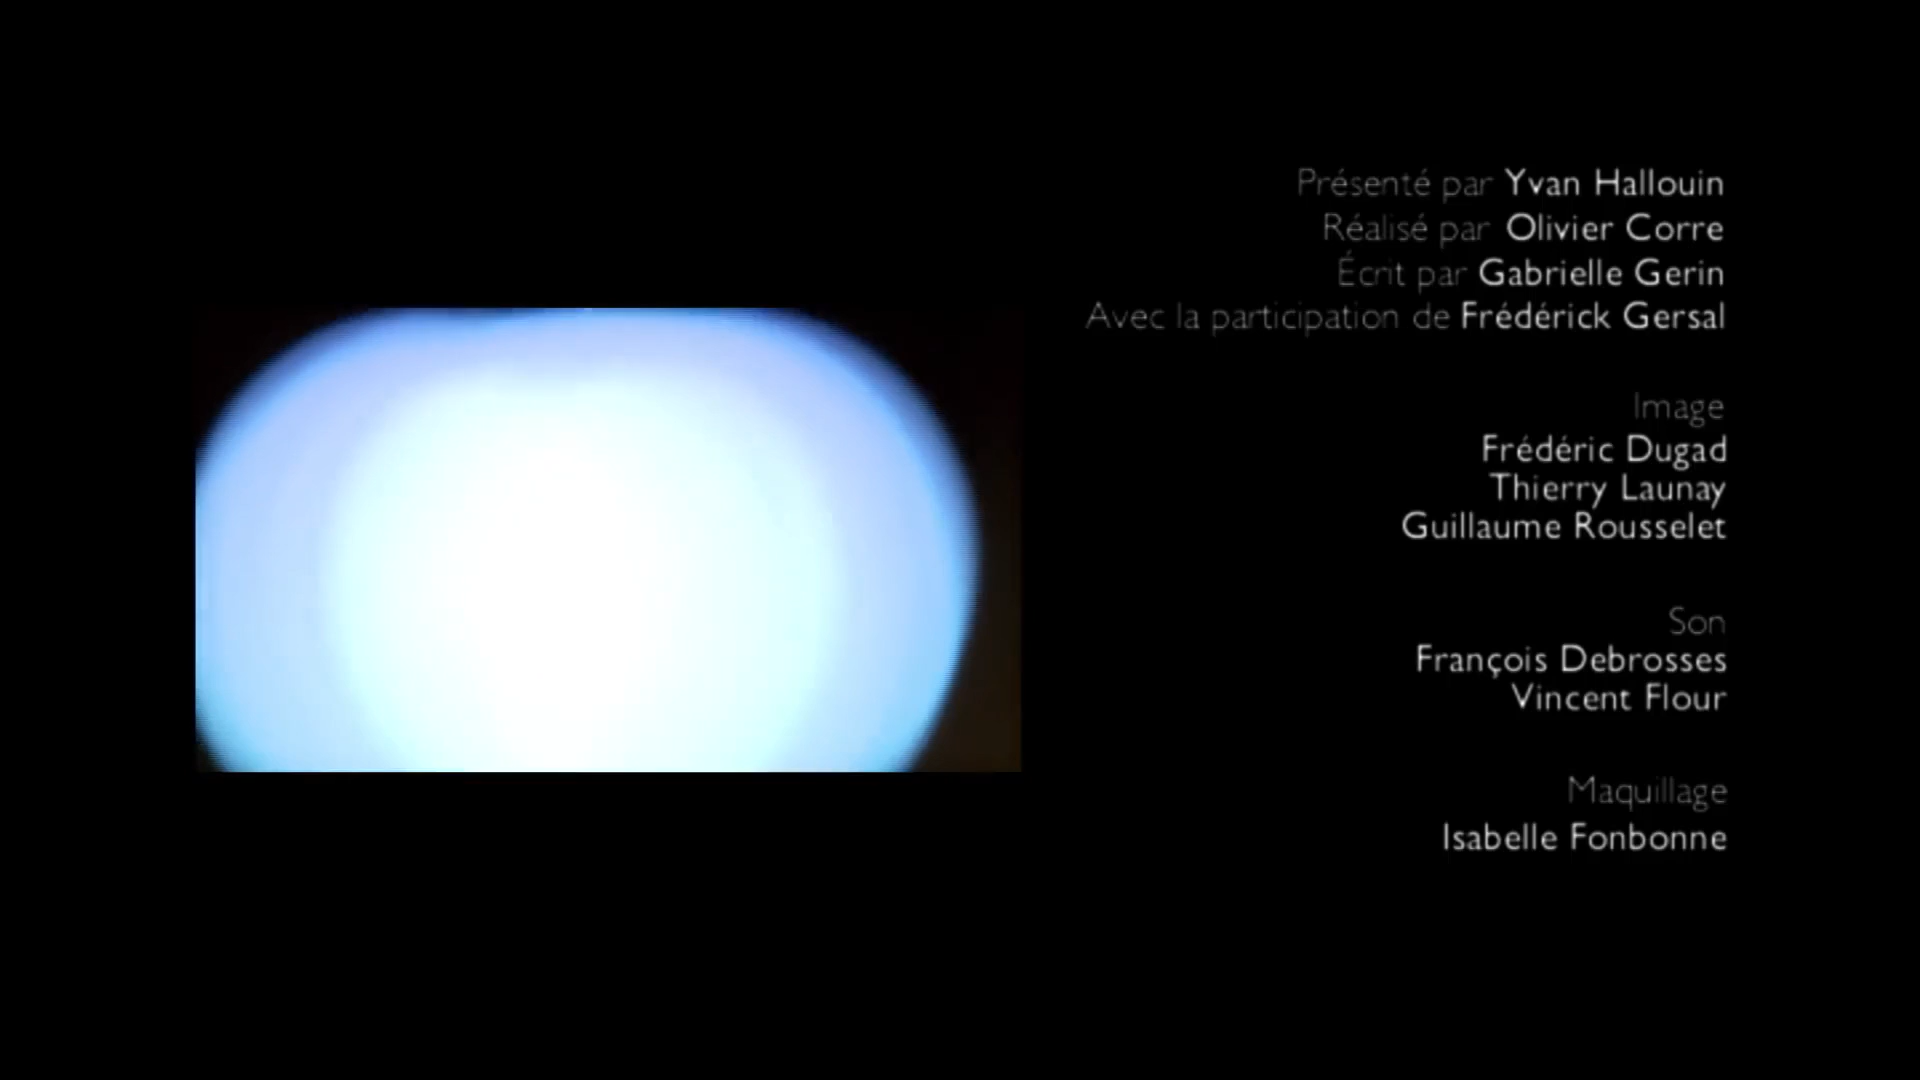 Présenté par Yvan Hallouin
Réalisé par Olivier Corre
Écrit par Gabrielle Gerin
Avec la participation de Frédérick Gersal
Image
Frédéric Dugad
Thierry Launay
Guillaume Rousselet
Son
François Debrosses
Vincent Flour
Maquillage
Isabelle Fonbonne